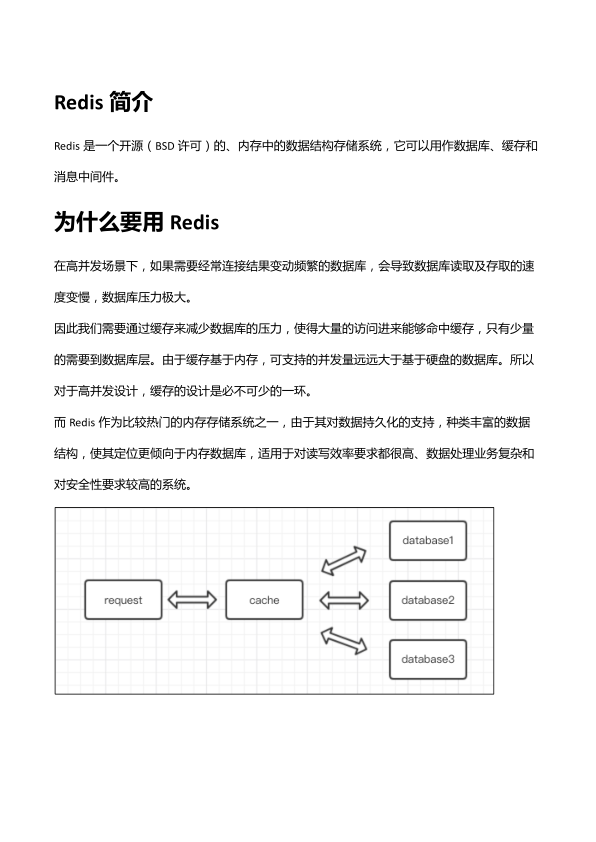 Redis 简介
Redis 是一个开源（BSD 许可）的、内存中的数据结构存储系统，它可以用作数据库、缓存和
消息中间件。
为什么要用 Redis
在高并发场景下，如果需要经常连接结果变动频繁的数据库，会导致数据库读取及存取的速
度变慢，数据库压力极大。
因此我们需要通过缓存来减少数据库的压力，使得大量的访问进来能够命中缓存，只有少量
的需要到数据库层。由于缓存基于内存，可支持的并发量远远大于基于硬盘的数据库。所以
对于高并发设计，缓存的设计是必不可少的一环。
而 Redis 作为比较热门的内存存储系统之一，由于其对数据持久化的支持，种类丰富的数据
结构，使其定位更倾向于内存数据库，适用于对读写效率要求都很高、数据处理业务复杂和
对安全性要求较高的系统。
database1
request
cache
database2
database3